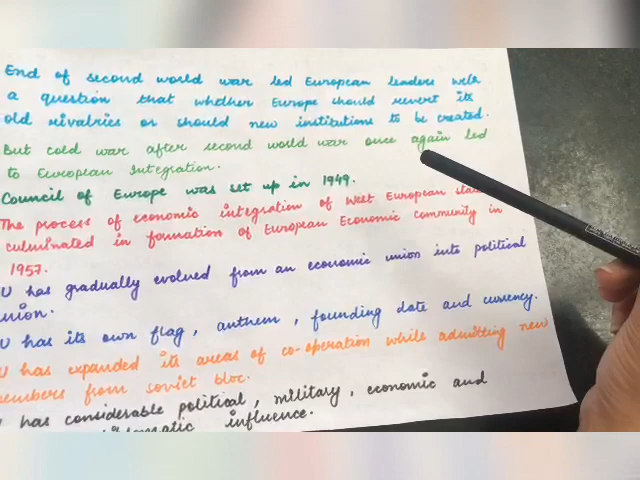 End of second world war led European leaders with
a question that whdher Europe should revert its
old rivalries or should new institutions to be created.
But cold war after second world war once again led
to European Integration.
Council of Europe was set up in 1949.
The process of economic integration of West European
culminated in formation of European Economic community in
1957.
U has gradually evolved from an economic union into political
union.
U has its own flag, anthem, founding date and currency.
U has expanded its areas of co-operation while admitting new
embers from soviet bloc.
has considerable political, military, economic and
influence.